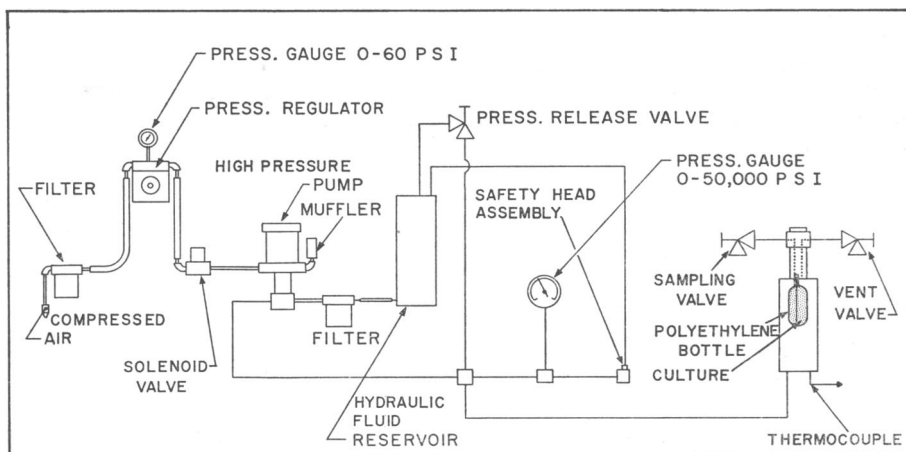 PRESS. GAUGE 0-60 P S I
PRESS. REGULATOR
FILTER
COMPRESSED
AIR
HIGH PRESSURE
PUMP
MUFFLER
SOLENOID
VALVE
FILTER
HYDRAULIC
FLUID
RESERVOIR
PRESS. RELEASE VALVE
PRESS. GAUGE
0-50,000 P S I
SAFETY HEAD
ASSEMBLY
SAMPLING
VALVE
VENT
VALVE
POLYETHYLENE
BOTTLE
CULTURE
THERMOCOUPLE